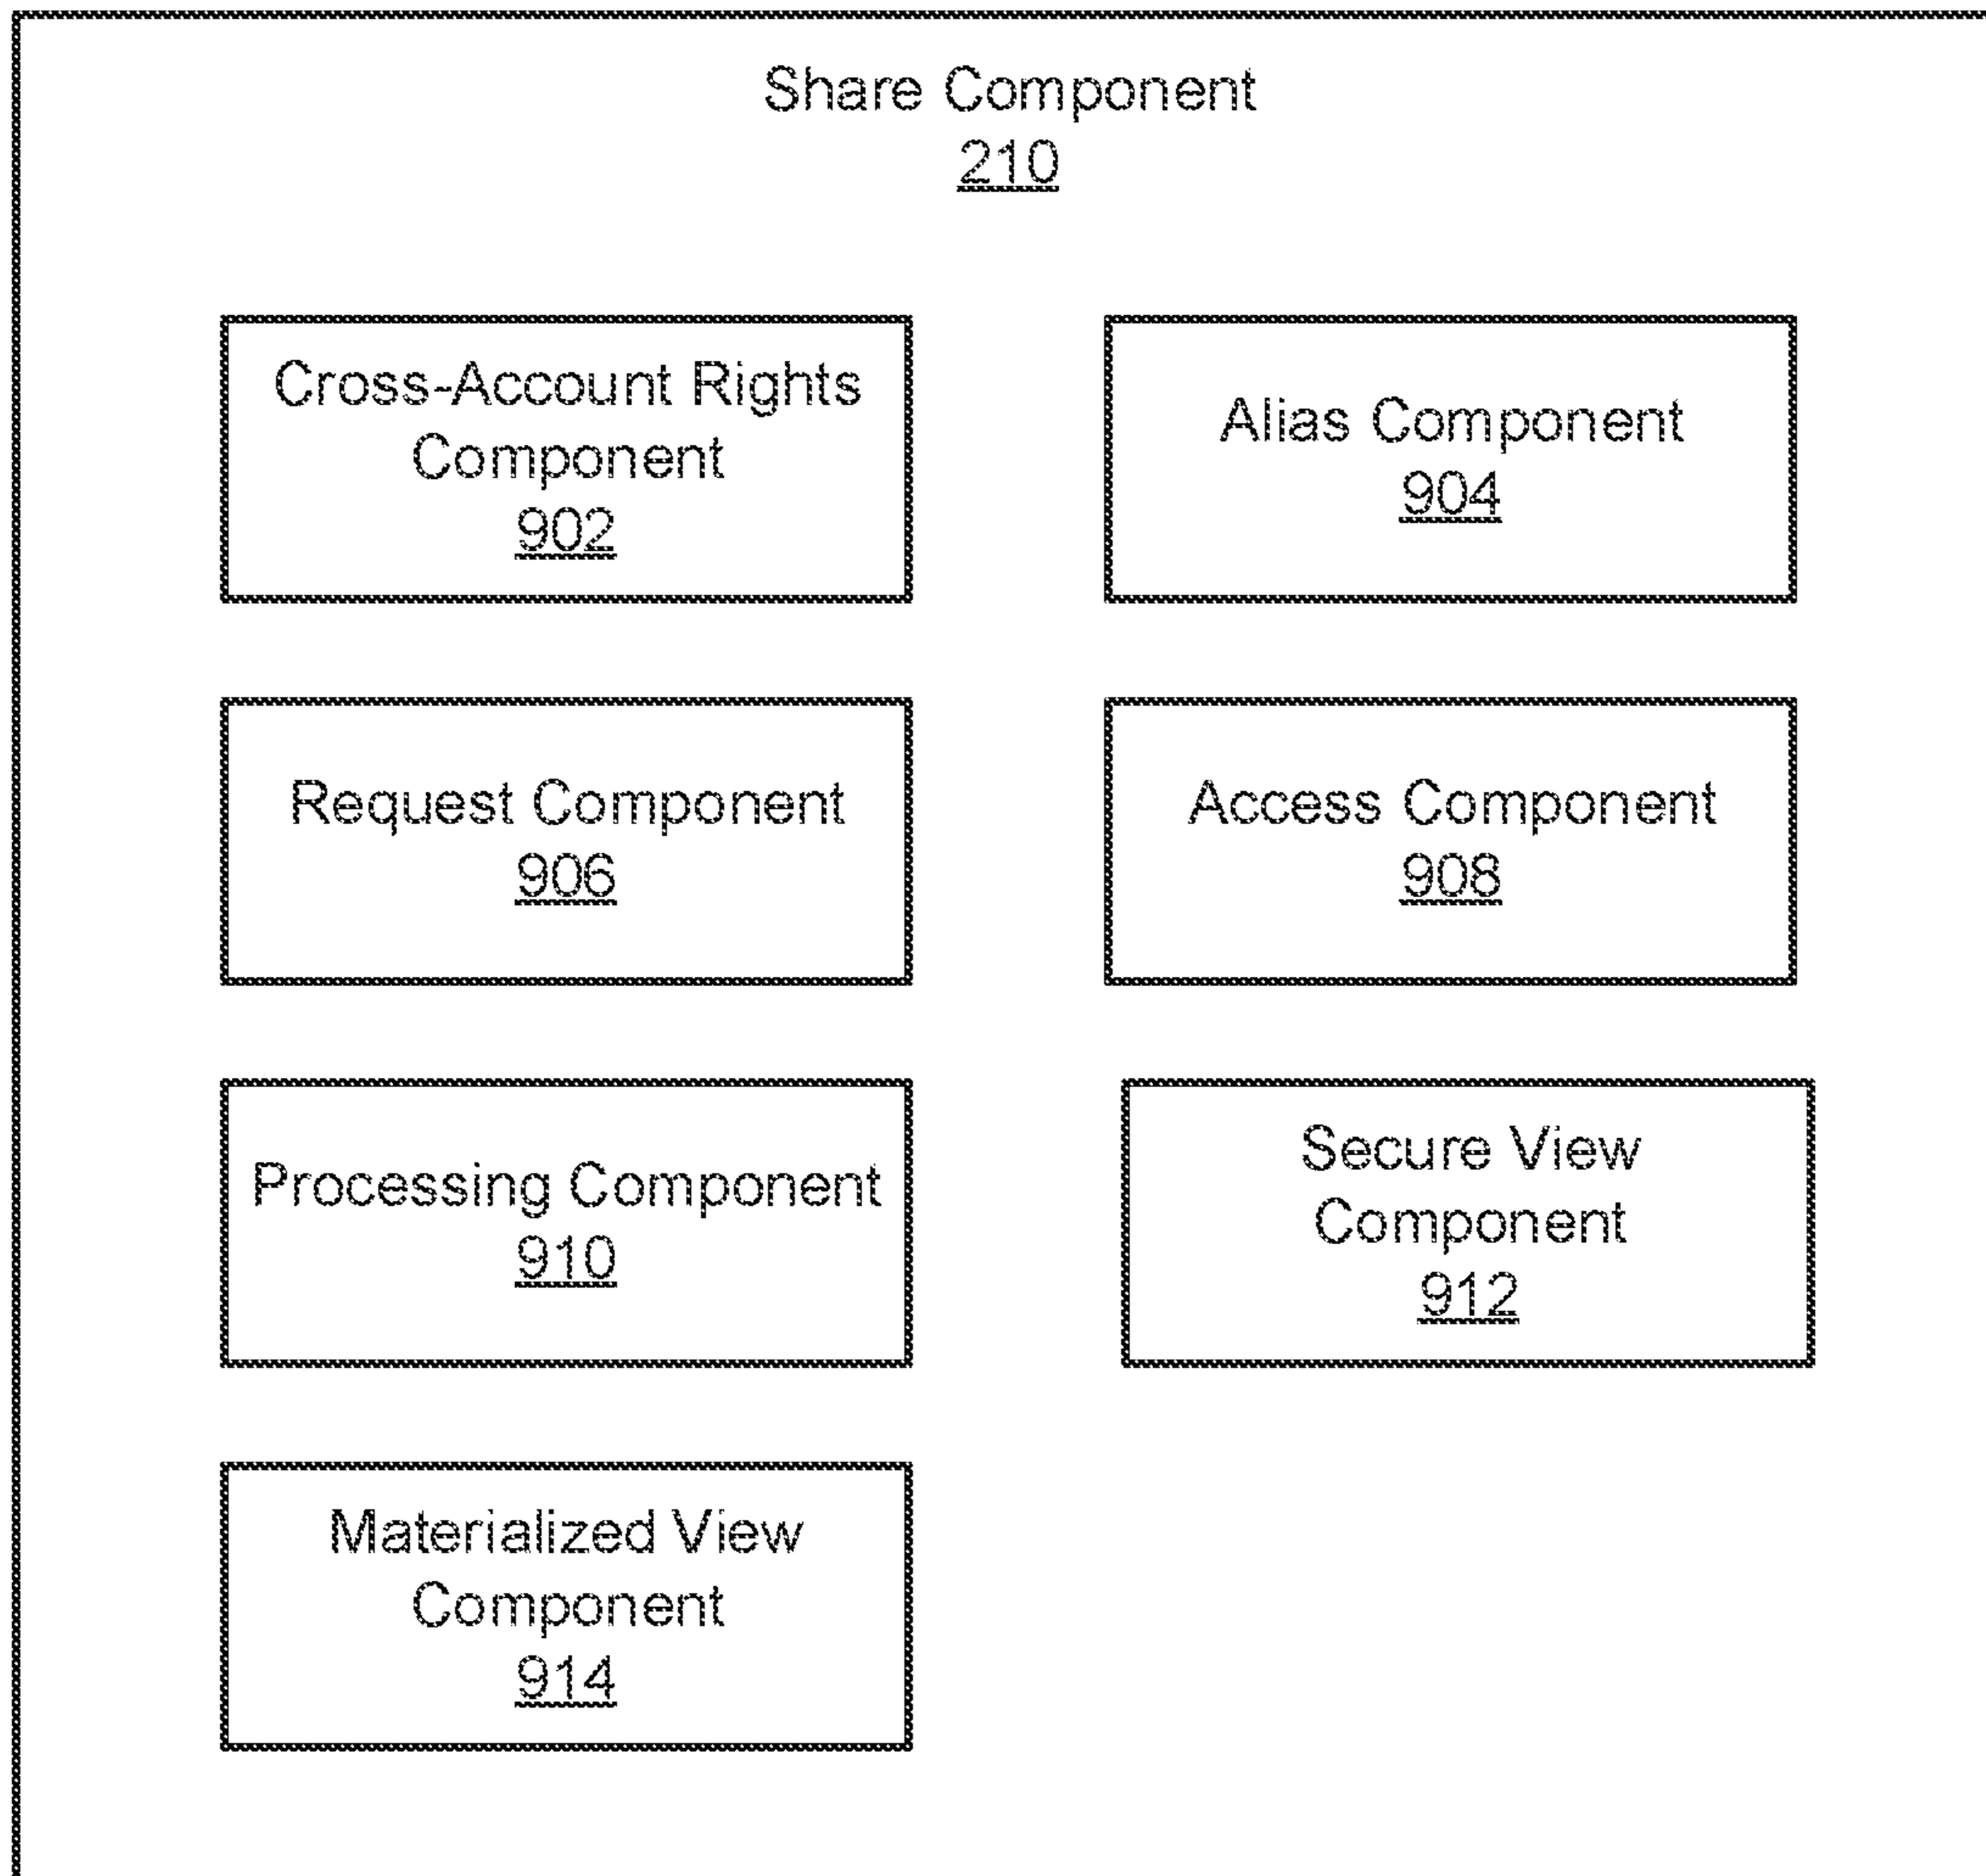 Share Component
210
Cross-Account Rights
Component
902
Alias Component
904
Request Component
906
Access Component
908
Processing Component
910
Secure View
Component
912
Materialized View
Component
914